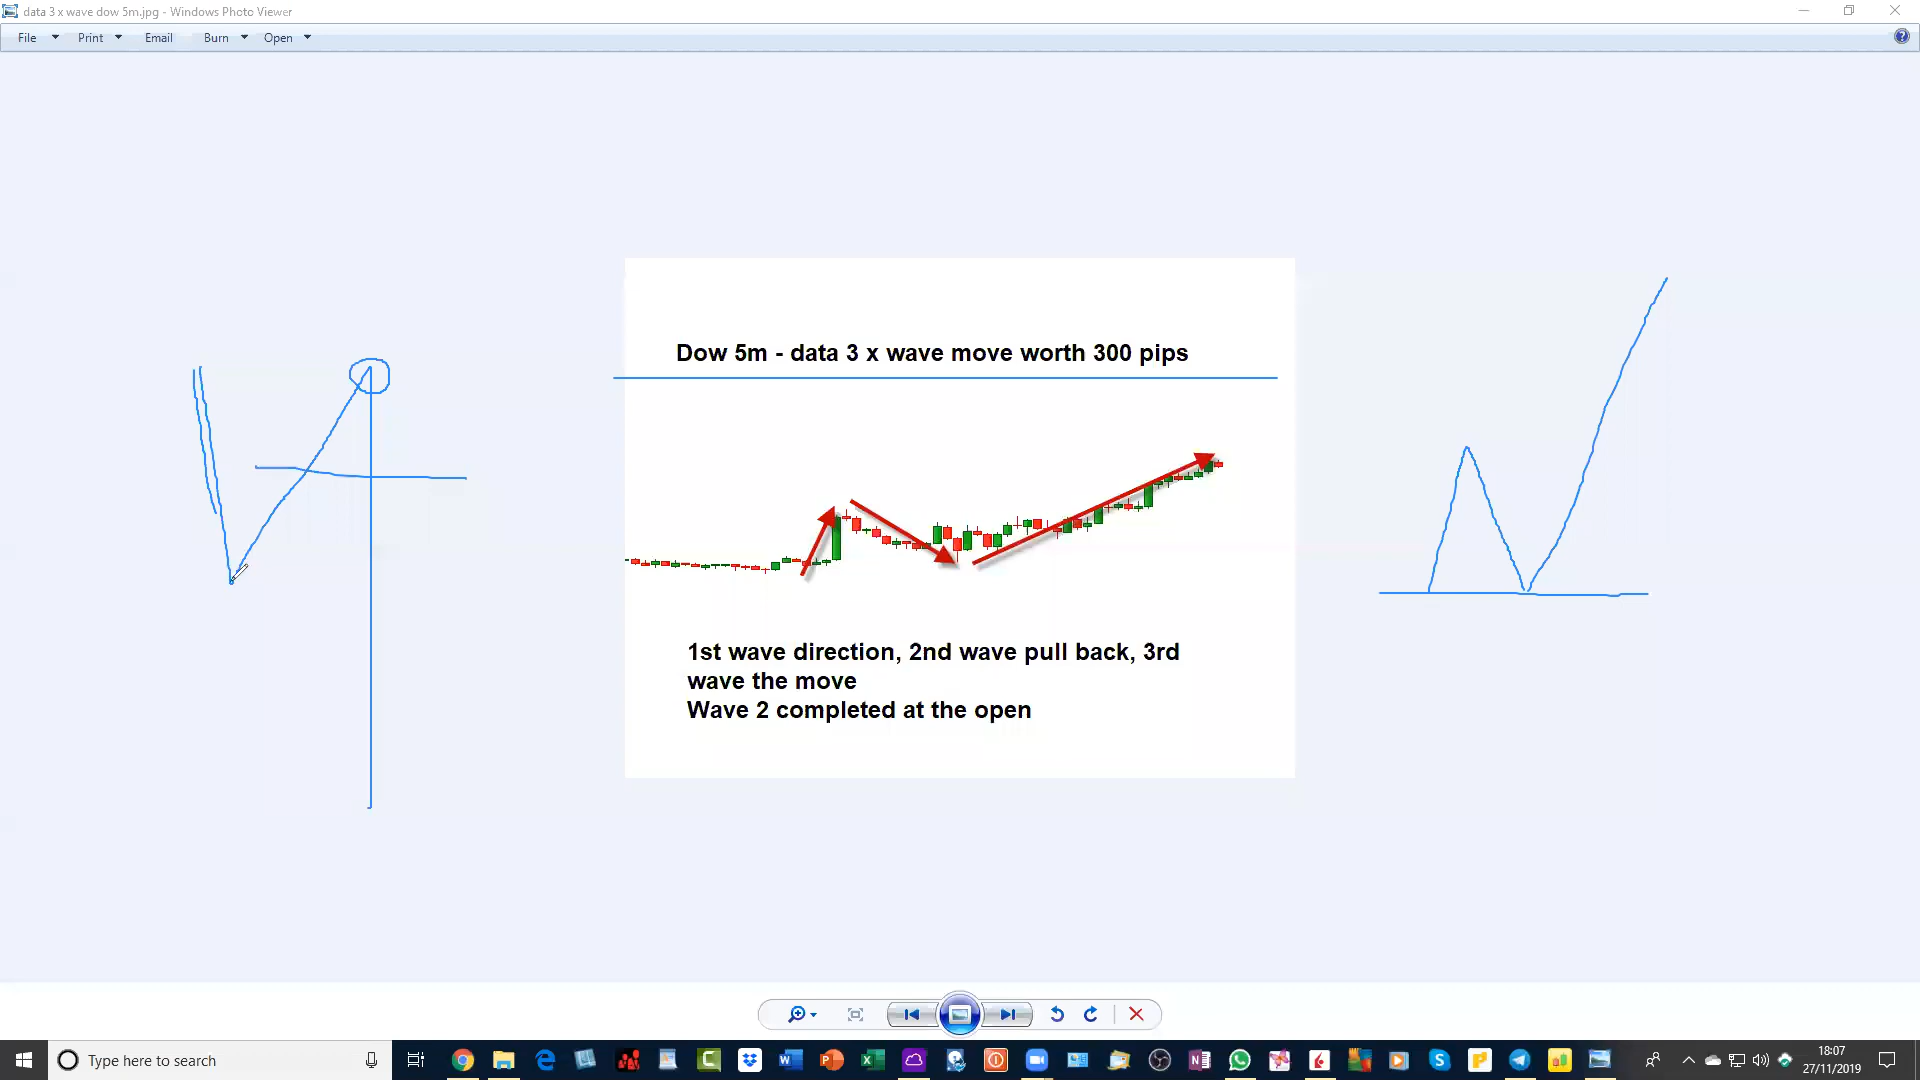 data 3 x wave dow 5m.jpg - Windows Photo Viewer
File Print Email Burn Open
Dow 5m - data 3 x wave move worth 300 pips
1st wave direction, 2nd wave pull back, 3rd
wave the move
Wave 2 completed at the open
Type here to search
18:07
27/11/2019